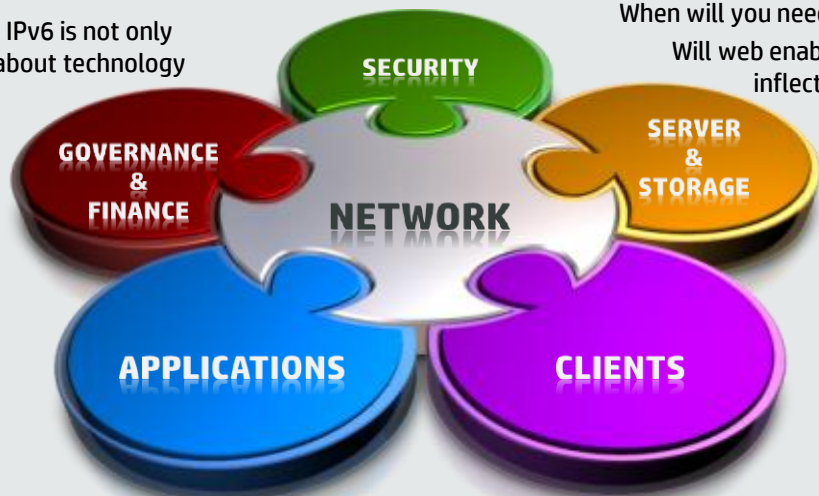 IPv6 is not only
about technology
When will you need
Will web enab
inflect
SECURITY
GOVERNANCE
&
FINANCE
SERVER
&
STORAGE
NETWORK
APPLICATIONS
CLIENTS